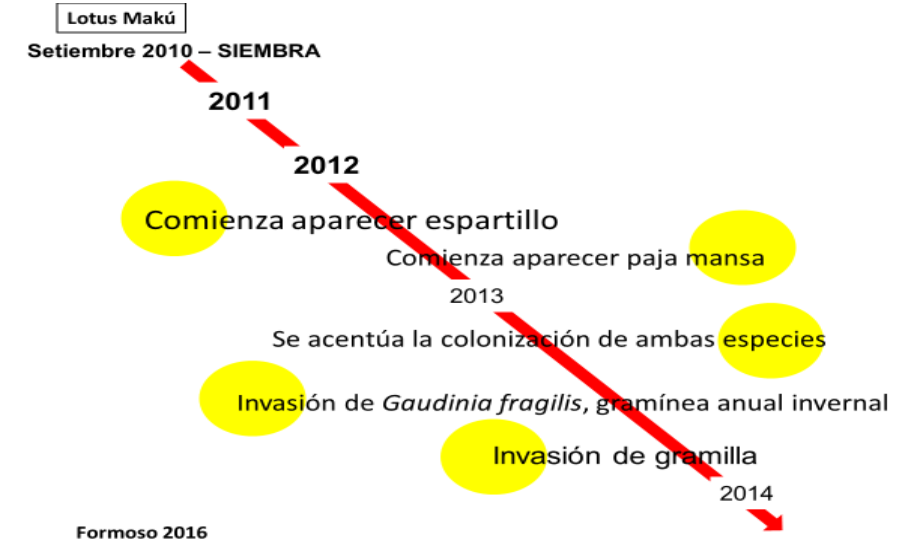 Lotus Makú
Setiembre 2010 – SIEMBRA
2011
2012
Comienza aparecer espartillo
Comienza aparecer paja mansa
2013
Se acentúa la colonización de ambas especies
Invasión de Gaudinia fragilis, gramínea anual invernal
Invasión de gramilla
2014
Formoso 2016